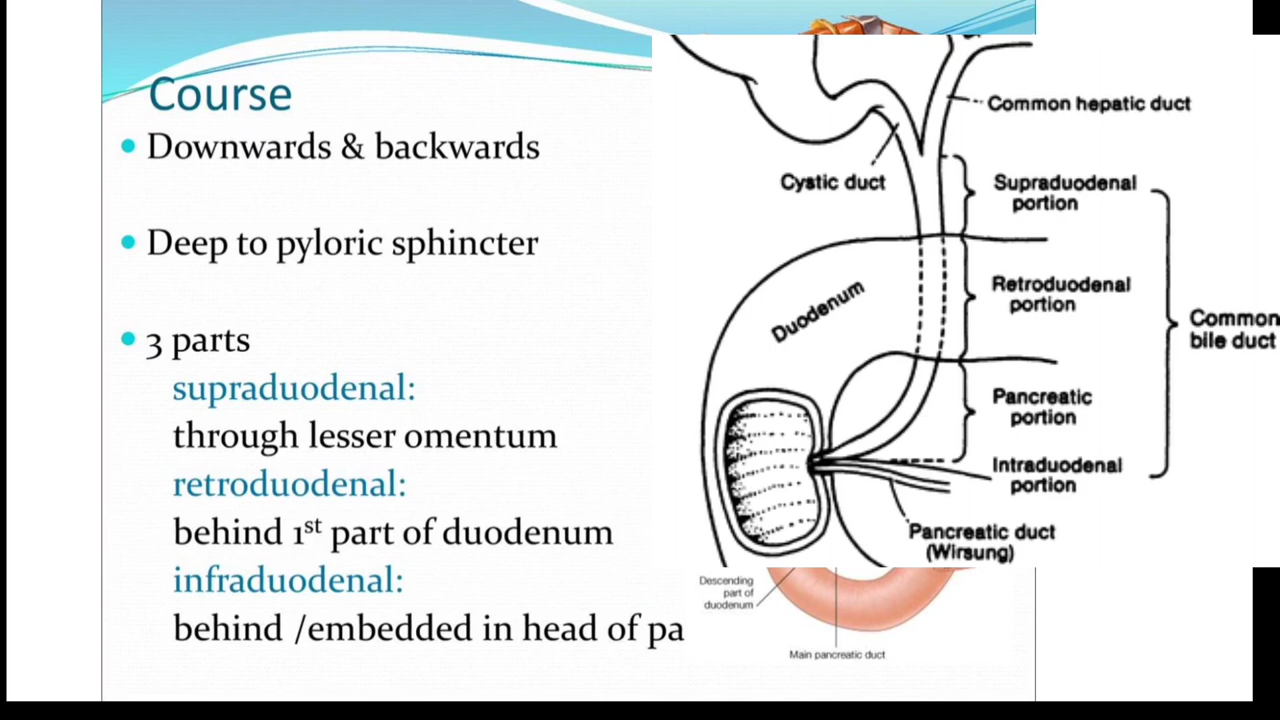 Course
Downwards & backwards
Deep to pyloric sphincter
3 parts
supraduodenal:
through lesser omentum
retroduodenal:
behind 1st part of duodenum
infraduodenal:
behind /embedded in head of pa
Common hepatic duct
Cystic duct
Supraduodenal
portion
Duodenum
Retroduodenal
portion
Common
bile duct
Pancreatic
portion
Intraduodenal
portion
Pancreatic duct
(Wirsung)
Descending
part of
duodenum
Main pancreatic duct